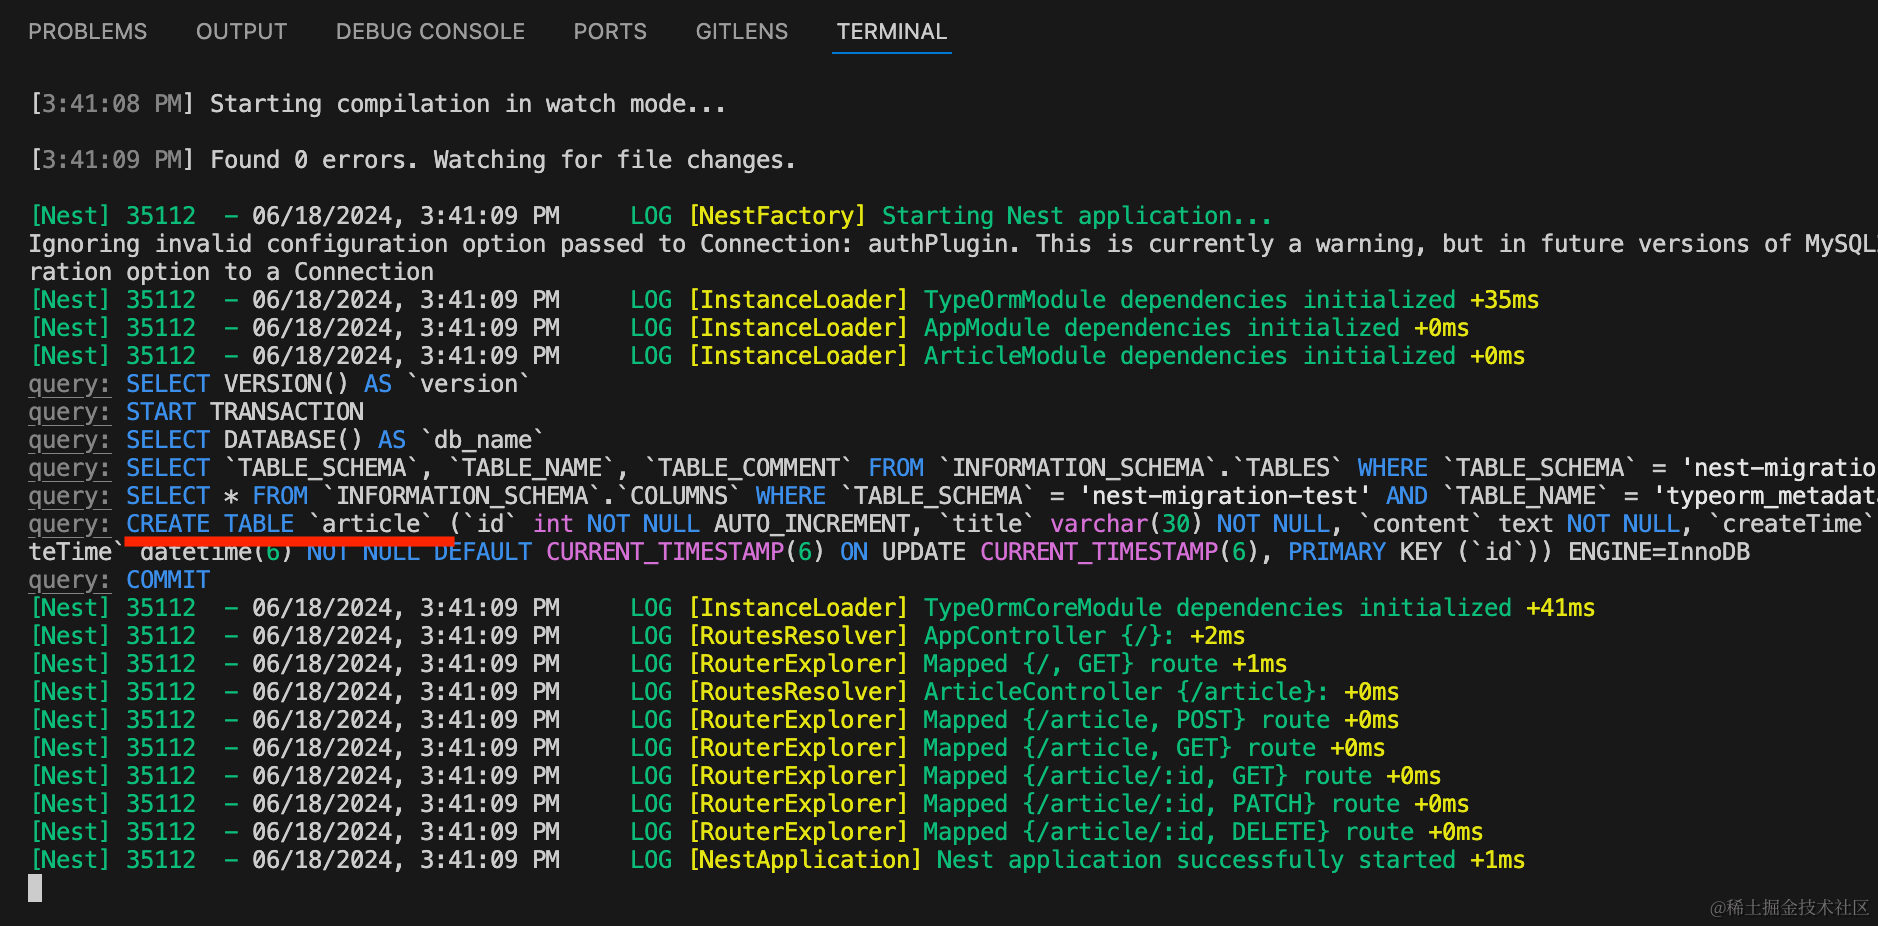 PROBLEMS OUTPUT DEBUG CONSOLE PORTS GITLENS TERMINAL
[3:41:08 PM] Starting compilation in watch mode...
[3:41:09 PM] Found 0 errors. Watching for file changes.
[Nest] 35112  - 06/18/2024, 3:41:09 PM     LOG [NestFactory] Starting Nest application...
Ignoring invalid configuration option passed to Connection: authPlugin. This is currently a warning, but in future versions of MySQL
ration option to a Connection
[Nest] 35112  - 06/18/2024, 3:41:09 PM     LOG [InstanceLoader] TypeOrmModule dependencies initialized +35ms
[Nest] 35112  - 06/18/2024, 3:41:09 PM     LOG [InstanceLoader] AppModule dependencies initialized +0ms
[Nest] 35112  - 06/18/2024, 3:41:09 PM     LOG [InstanceLoader] ArticleModule dependencies initialized +0ms
query: SELECT VERSION() AS `version`
query: START TRANSACTION
query: SELECT DATABASE() AS `db_name`
query: SELECT `TABLE_SCHEMA`, `TABLE_NAME`, `TABLE_COMMENT` FROM `INFORMATION_SCHEMA`.`TABLES` WHERE `TABLE_SCHEMA` = 'nest-migratio
query: SELECT * FROM `INFORMATION_SCHEMA`.`COLUMNS` WHERE `TABLE_SCHEMA` = 'nest-migration-test' AND `TABLE_NAME` = 'typeorm_metadat
query: CREATE TABLE `article` (`id` int NOT NULL AUTO_INCREMENT, `title` varchar(30) NOT NULL, `content` text NOT NULL, `createTime`
teTime` datetime(6) NOT NULL DEFAULT CURRENT_TIMESTAMP(6) ON UPDATE CURRENT_TIMESTAMP(6), PRIMARY KEY (`id`)) ENGINE=InnoDB
query: COMMIT
[Nest] 35112  - 06/18/2024, 3:41:09 PM     LOG [InstanceLoader] TypeOrmCoreModule dependencies initialized +41ms
[Nest] 35112  - 06/18/2024, 3:41:09 PM     LOG [RoutesResolver] AppController {/}: +2ms
[Nest] 35112  - 06/18/2024, 3:41:09 PM     LOG [RouterExplorer] Mapped {/, GET} route +1ms
[Nest] 35112  - 06/18/2024, 3:41:09 PM     LOG [RoutesResolver] ArticleController {/article}: +0ms
[Nest] 35112  - 06/18/2024, 3:41:09 PM     LOG [RouterExplorer] Mapped {/article, POST} route +0ms
[Nest] 35112  - 06/18/2024, 3:41:09 PM     LOG [RouterExplorer] Mapped {/article, GET} route +0ms
[Nest] 35112  - 06/18/2024, 3:41:09 PM     LOG [RouterExplorer] Mapped {/article/:id, GET} route +0ms
[Nest] 35112  - 06/18/2024, 3:41:09 PM     LOG [RouterExplorer] Mapped {/article/:id, PATCH} route +0ms
[Nest] 35112  - 06/18/2024, 3:41:09 PM     LOG [RouterExplorer] Mapped {/article/:id, DELETE} route +0ms
[Nest] 35112  - 06/18/2024, 3:41:09 PM     LOG [NestApplication] Nest application successfully started +1ms
@稀土掘金技术社区